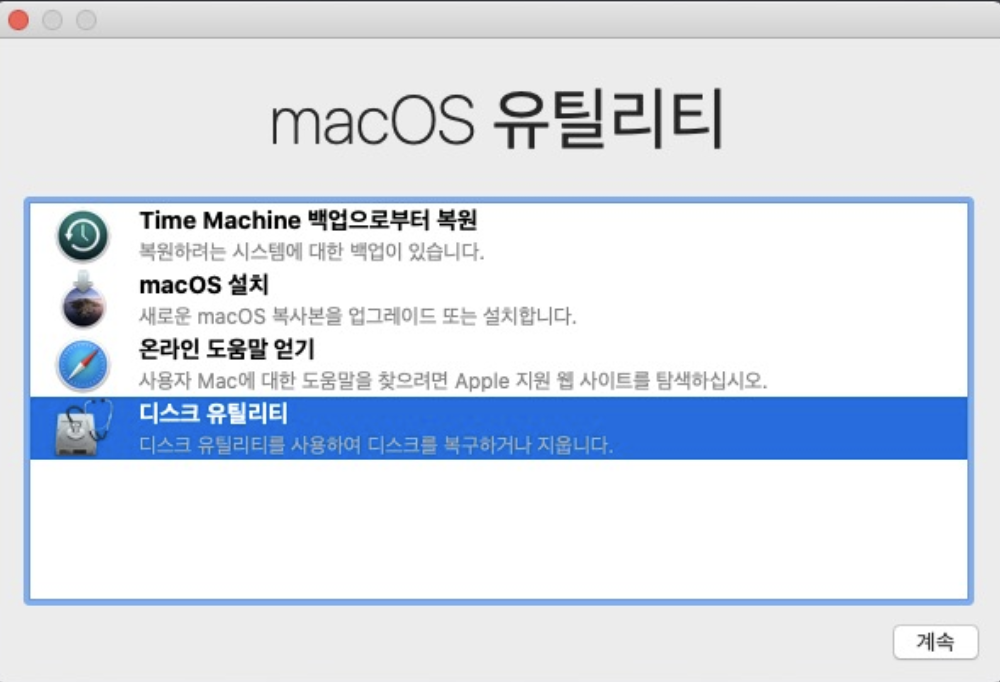 macOS 유틸리티
Time Machine 백업으로부터 복원
복원하려는 시스템에 대한 백업이 있습니다.
macOS 설치
새로운 macOS 복사본을 업그레이드 또는 설치합니다.
온라인 도움말 얻기
사용자 Mac에 대한 도움말을 찾으려면 Apple 지원 웹 사이트를 탐색하십시오.
디스크 유틸리티
디스크 유틸리티를 사용하여 디스크를 복구하거나 지웁니다.
계속